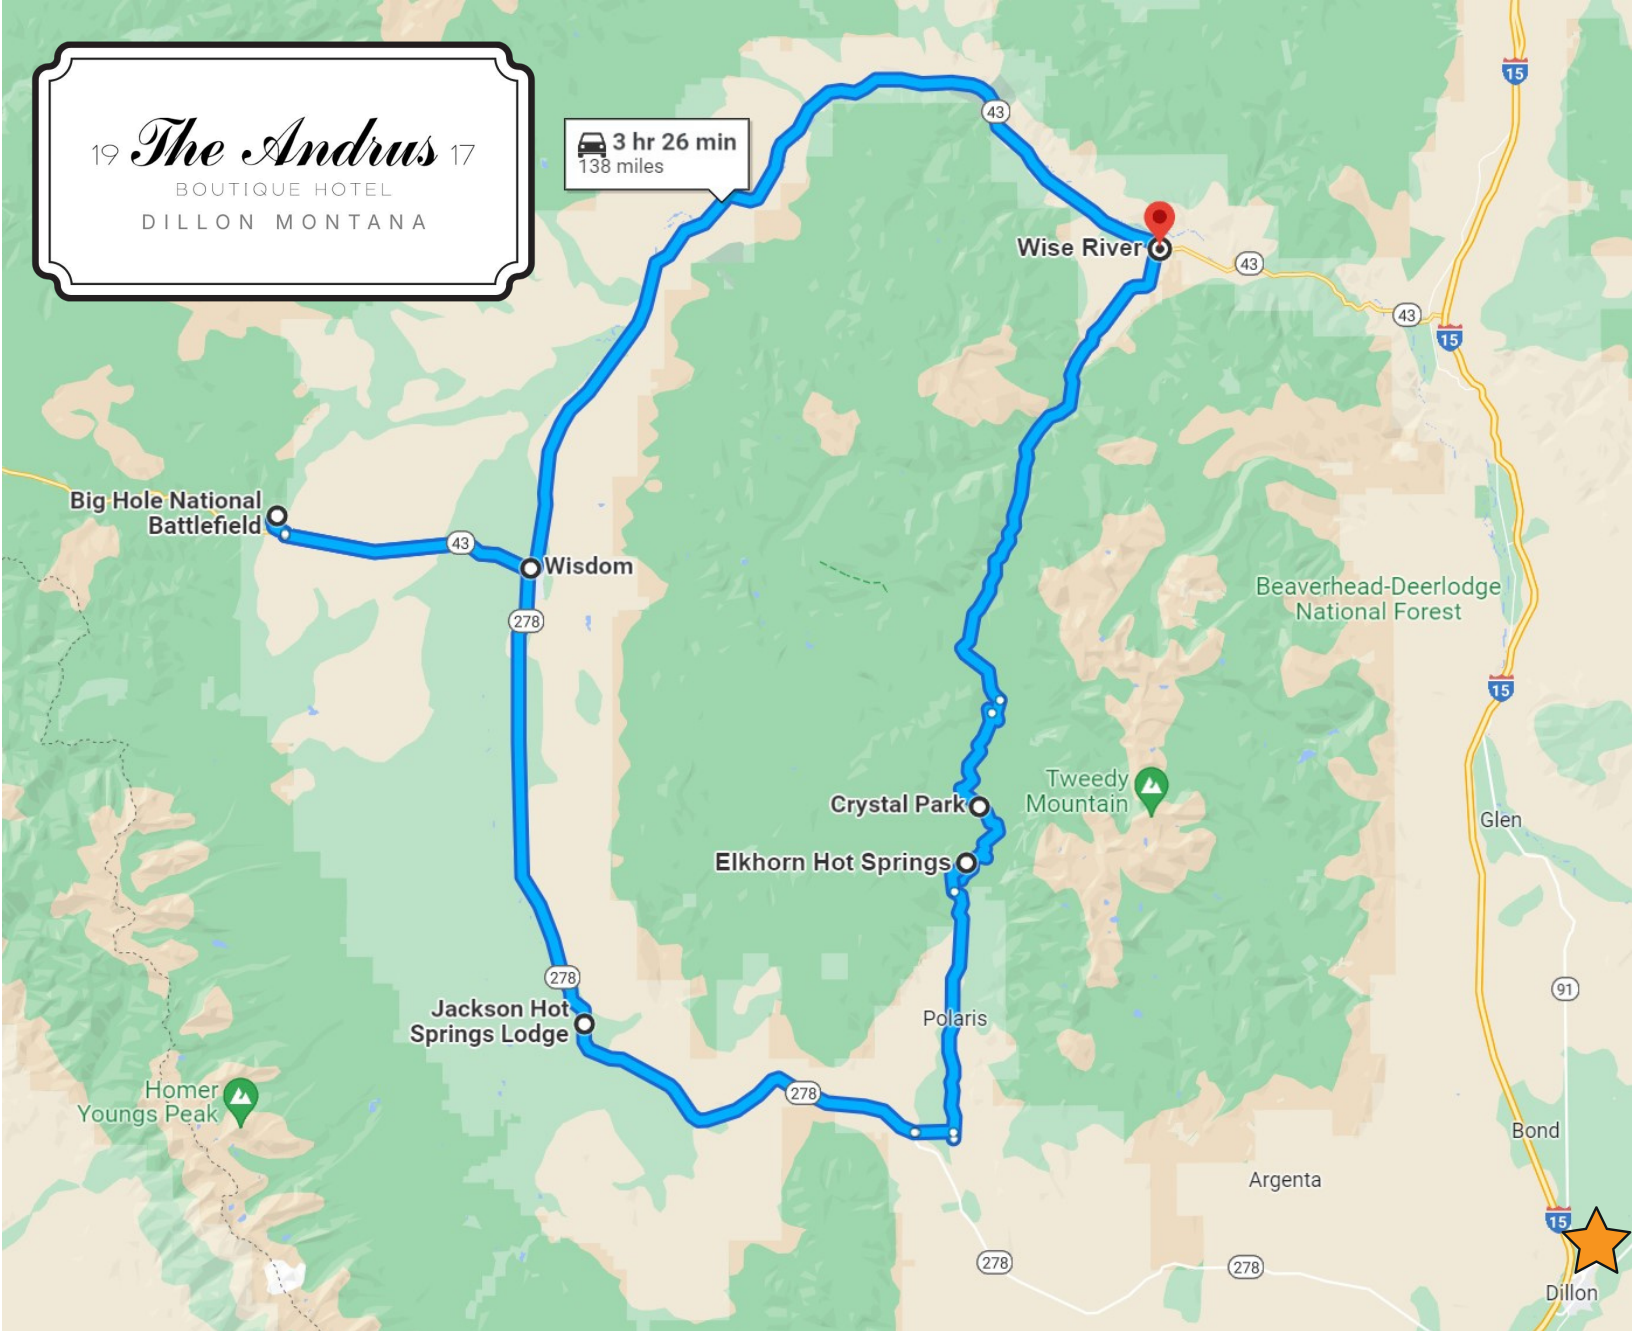 19 The Andrus 17
BOUTIQUE HOTEL
DILLON MONTANA
15
43
3 hr 26 min
138 miles
Wise River
43
43
15
Big Hole National
Battlefield
43
Wisdom
278
Beaverhead-Deerlodge
National Forest
15
Tweedy
Mountain
Crystal Park
Glen
Elkhorn Hot Springs
278
91
Jackson Hot
Springs Lodge
Polaris
Homer
Youngs Peak
278
Bond
Argenta
15
278
278
Dillon